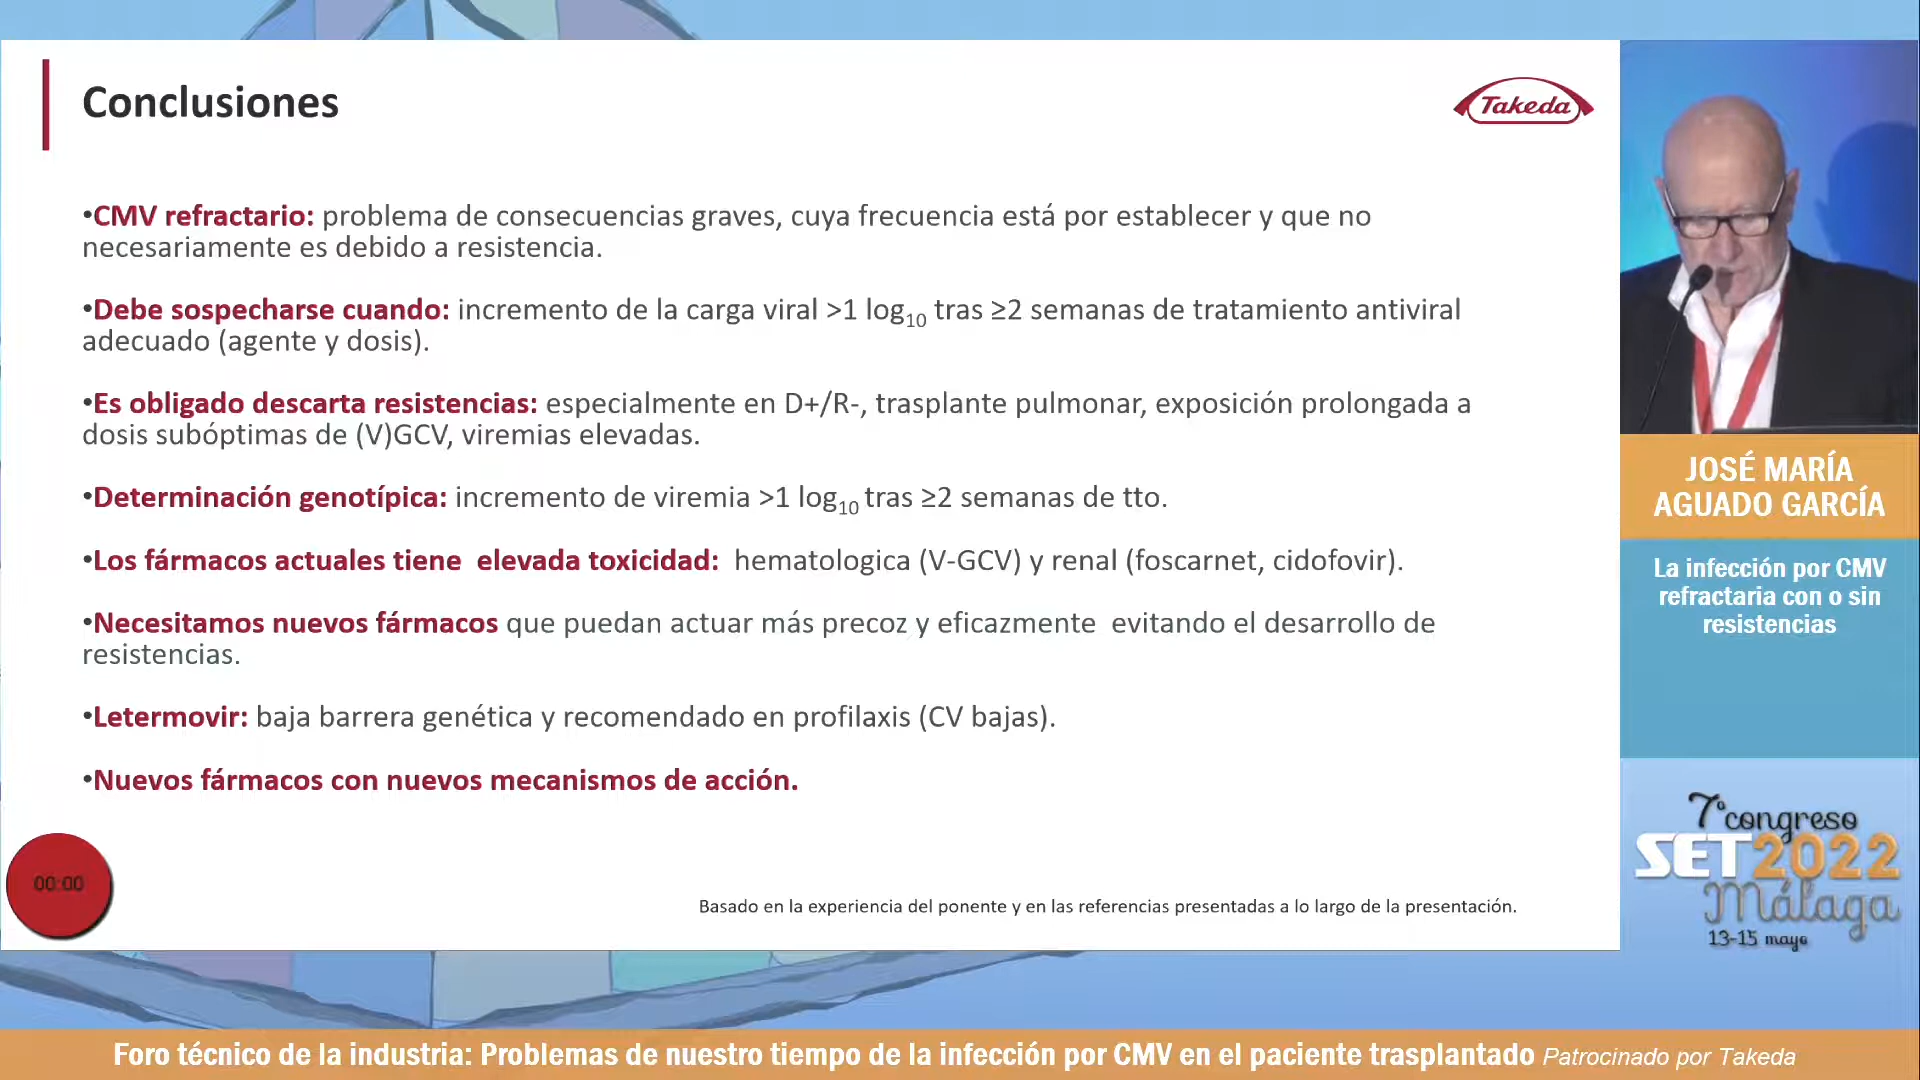 Conclusiones
Takeda
•CMV refractario: problema de consecuencias graves, cuya frecuencia está por establecer y que no
necesariamente es debido a resistencia.
•Debe sospecharse cuando: incremento de la carga viral >1 log10 tras ≥2 semanas de tratamiento antiviral
adecuado (agente y dosis).
•Es obligado descarta resistencias: especialmente en D+/R-, trasplante pulmonar, exposición prolongada a
dosis subóptimas de (V)GCV, viremias elevadas.
•Determinación genotípica: incremento de viremia >1 log10 tras ≥2 semanas de tto.
•Los fármacos actuales tiene  elevada toxicidad:  hematologica (V-GCV) y renal (foscarnet, cidofovir).
•Necesitamos nuevos fármacos que puedan actuar más precoz y eficazmente  evitando el desarrollo de
resistencias.
•Letermovir: baja barrera genética y recomendado en profilaxis (CV bajas).
•Nuevos fármacos con nuevos mecanismos de acción.
00:00
Basado en la experiencia del ponente y en las referencias presentadas a lo largo de la presentación.
JOSÉ MARÍA
AGUADO GARCÍA
La infección por CMV
refractaria con o sin
resistencias
7º congreso
SET2022
Málaga
13-15 mayo
Foro técnico de la industria: Problemas de nuestro tiempo de la infección por CMV en el paciente trasplantado Patrocinado por Takeda